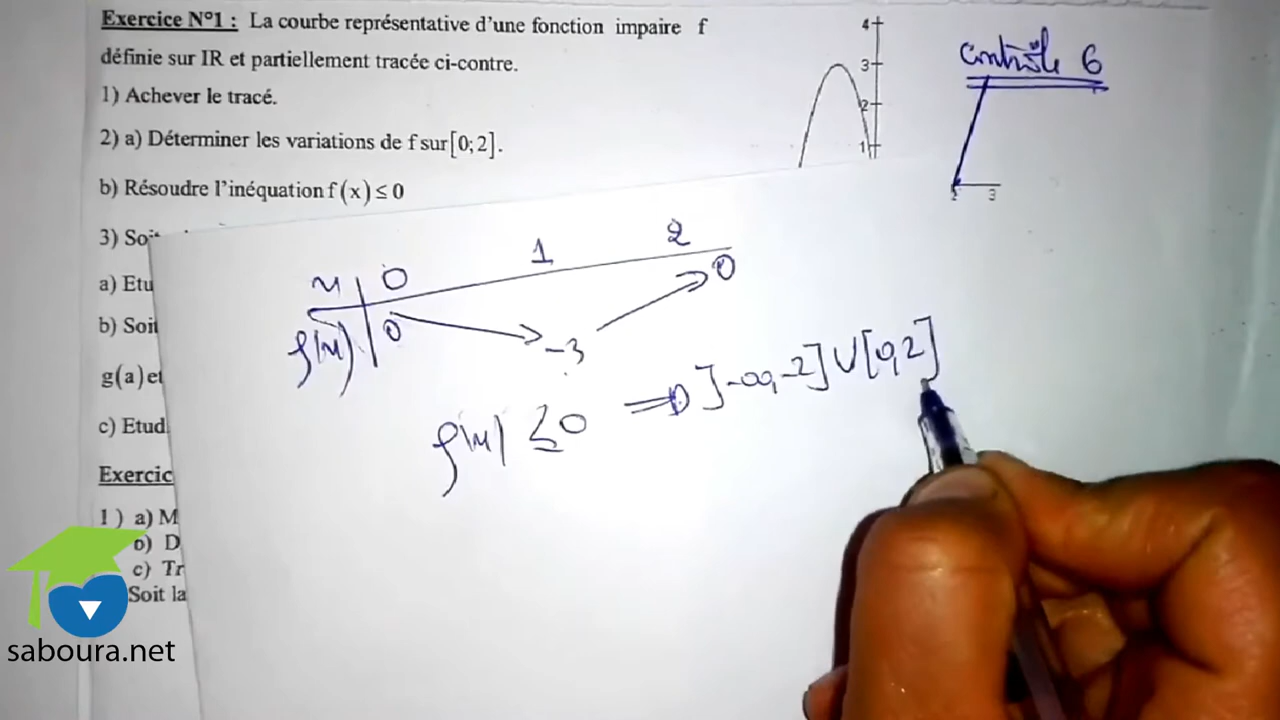 Exercice N°1 : La courbe représentative d'une fonction impaire f
définie sur IR et partiellement tracée ci-contre.
1) Achever le tracé.
2) a) Déterminer les variations de f sur [0; 2].
b) Résoudre l'inéquation f(x) ≤ 0
3) Soit
a) Etu
b) Soit
g(a) et
c) Etud
Exercic
1) a) M
b) D
c) Tr
Soit la
4
3
2
1
Contrôle 6
2 3
x 0 1 2
f(x) 0 -3 0
f(x) ≤ 0 ⇒ ]-∞, -2] ∪ [0, 2]
saboura.net